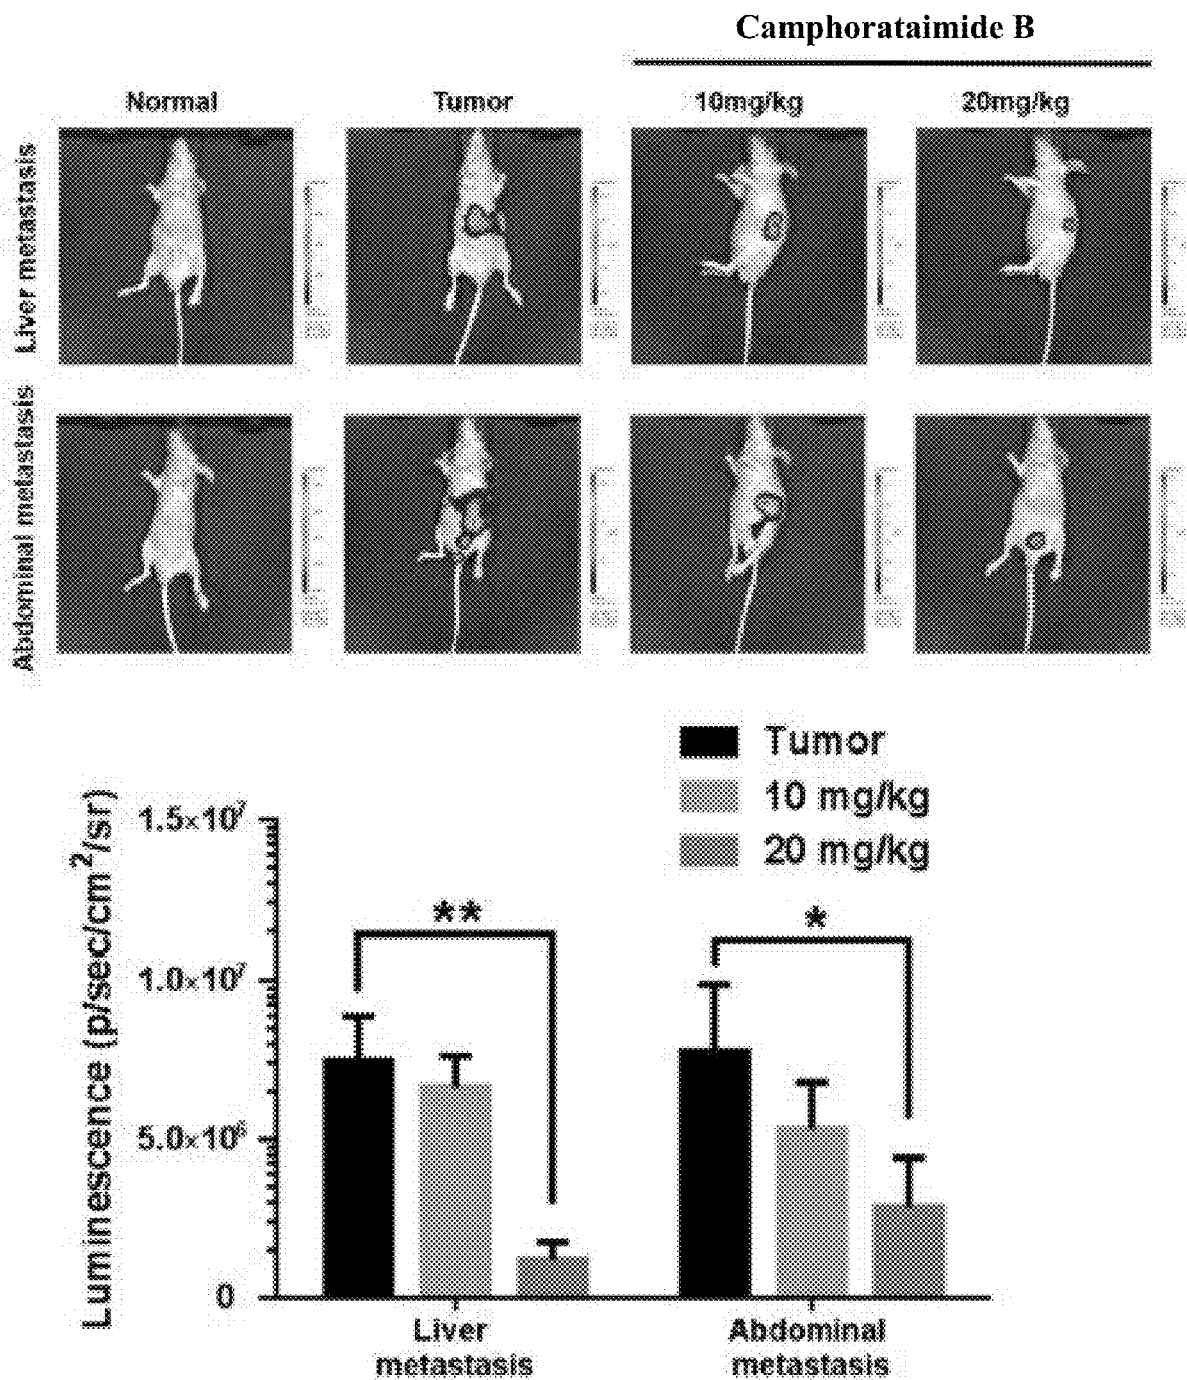 Camphorataimide B
Normal
Tumor
10mg/kg
20mg/kg
Liver metastasis
Abdominal metastasis
Tumor
10 mg/kg
20 mg/kg
Luminescence (p/sec/cm²/sr)
1.5×10⁷
1.0×10⁷
5.0×10⁶
0
**
*
Liver
metastasis
Abdominal
metastasis